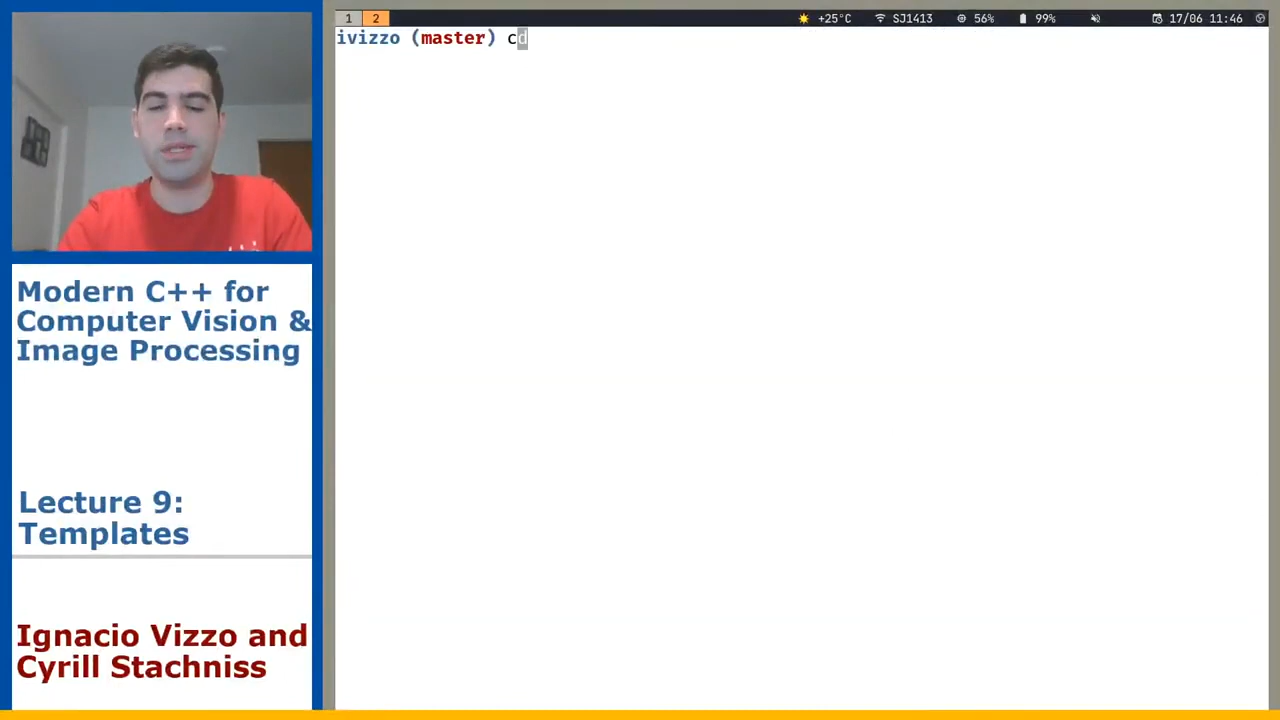 1 2 +25°C SJ1413 56% 99% 17/06 11:46
ivizzo (master) cd
Modern C++ for
Computer Vision &
Image Processing
Lecture 9:
Templates
Ignacio Vizzo and
Cyrill Stachniss